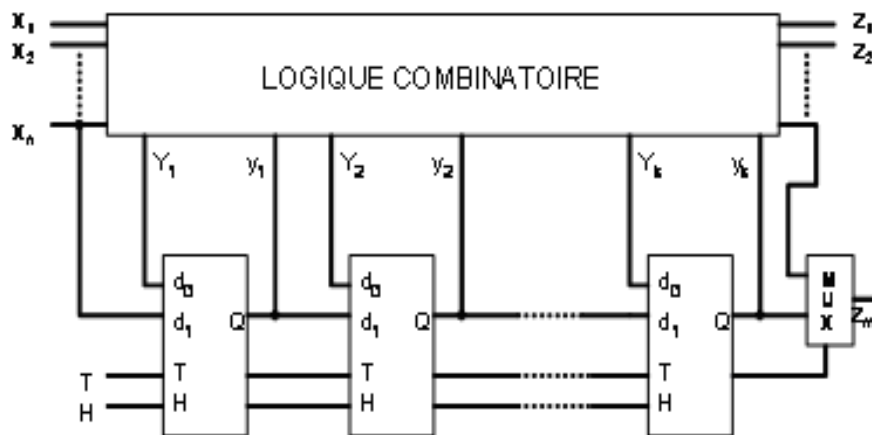 X₁ Z₁
X₂ Z₂
LOGIQUE COMBINATOIRE
Xₙ
Y₁ y₁ Y₂ y₂ Yₖ yₖ
d₀ d₀ d₀ MUX
d₁ Q d₁ Q d₁ Q Zₘ
T T T T
H H H H